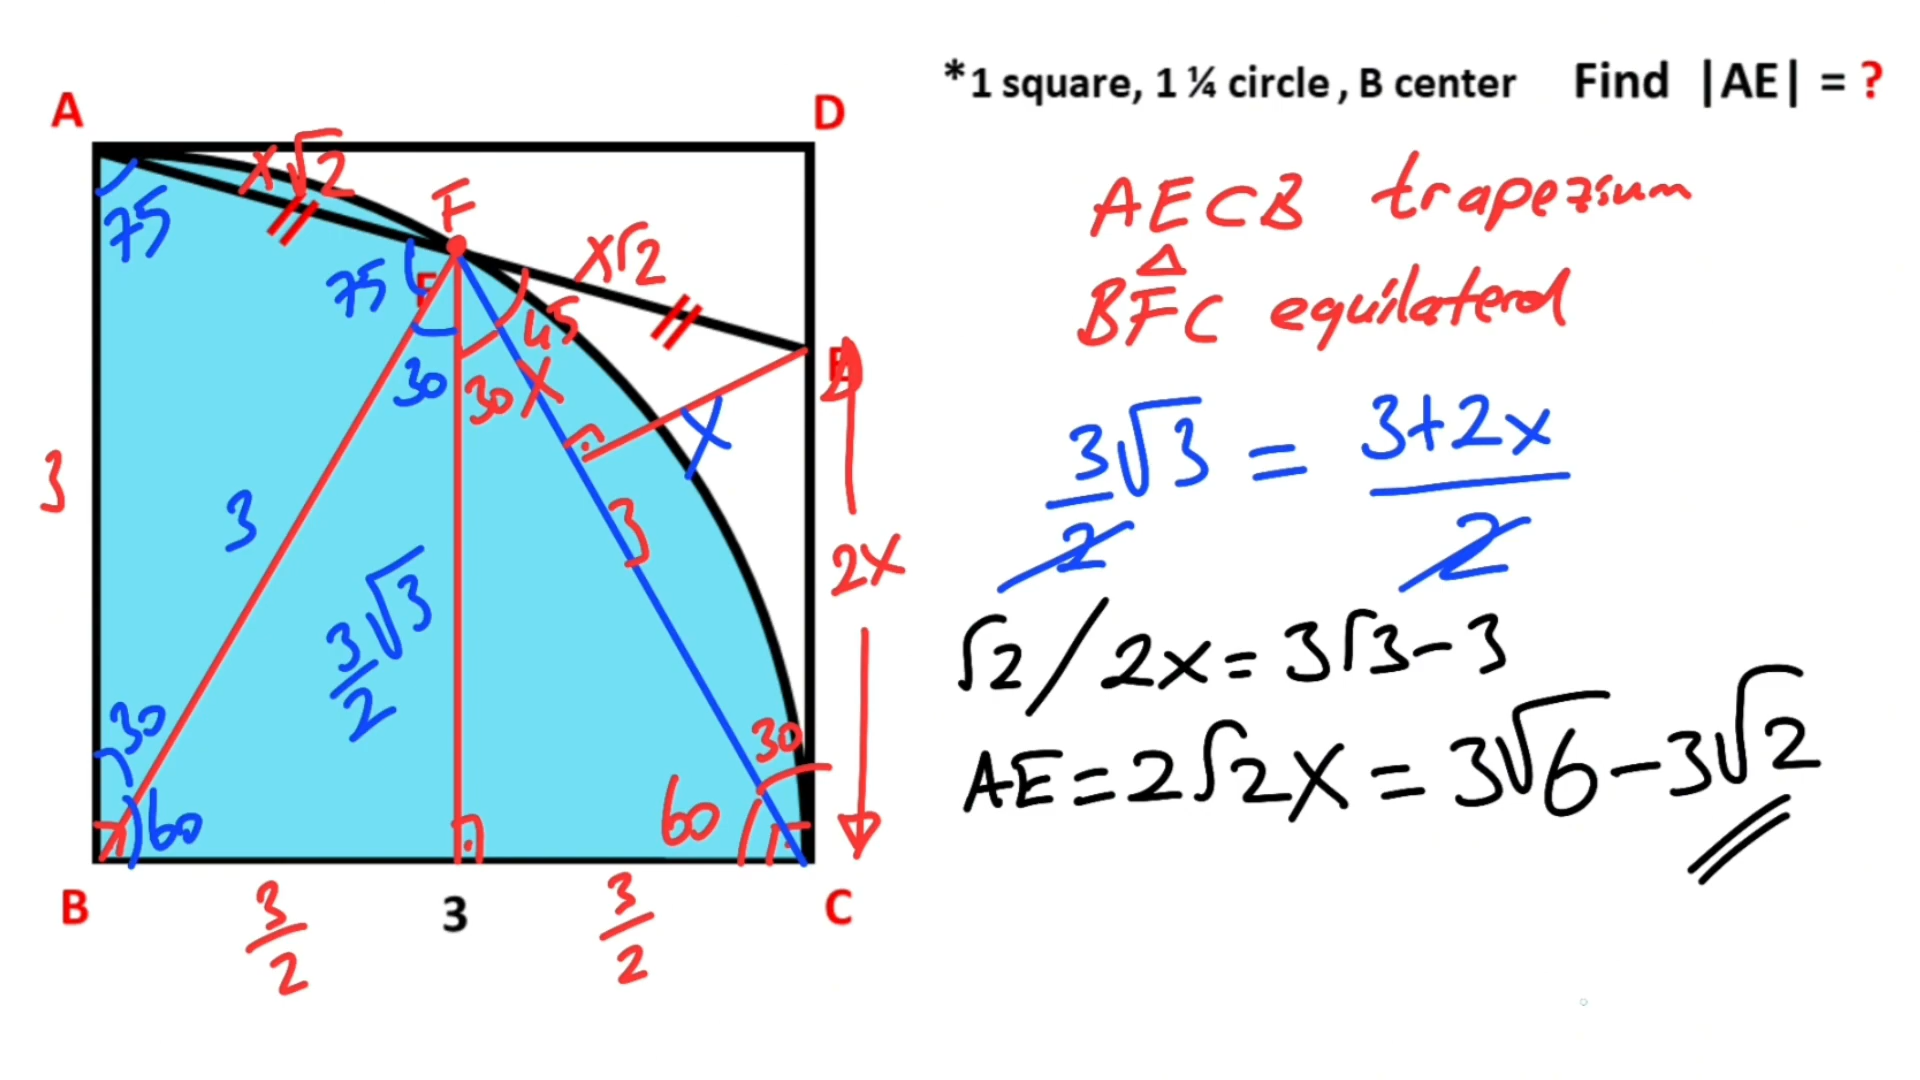 *1 square, 1 ¼ circle , B center Find |AE| = ?
A
D
x√2
F
AECB trapezium
75
x√2
75
F
45
BFC equilateral
E
30
30
x
x
3√3/2 = 3+2x/2
3
3
3
2x
3/2√3
√2/2x = 3√3-3
30
30
AE = 2√2x = 3√6-3√2
60
60
B
3/2
3
3/2
C